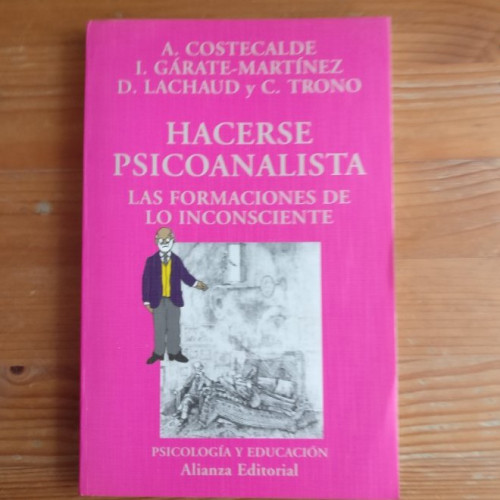 A. COSTECALDE
I. GÁRATE-MARTÍNEZ
D. LACHAUD y C. TRONO
HACERSE
PSICOANALISTA
LAS FORMACIONES DE
LO INCONSCIENTE
PSICOLOGÍA Y EDUCACIÓN
Alianza Editorial